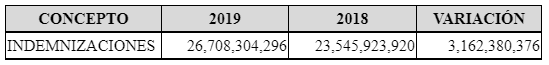 CONCEPTO 2019 2018 VARIACIÓN
INDEMNIZACIONES 26,708,304,296 23,545,923,920 3,162,380,376